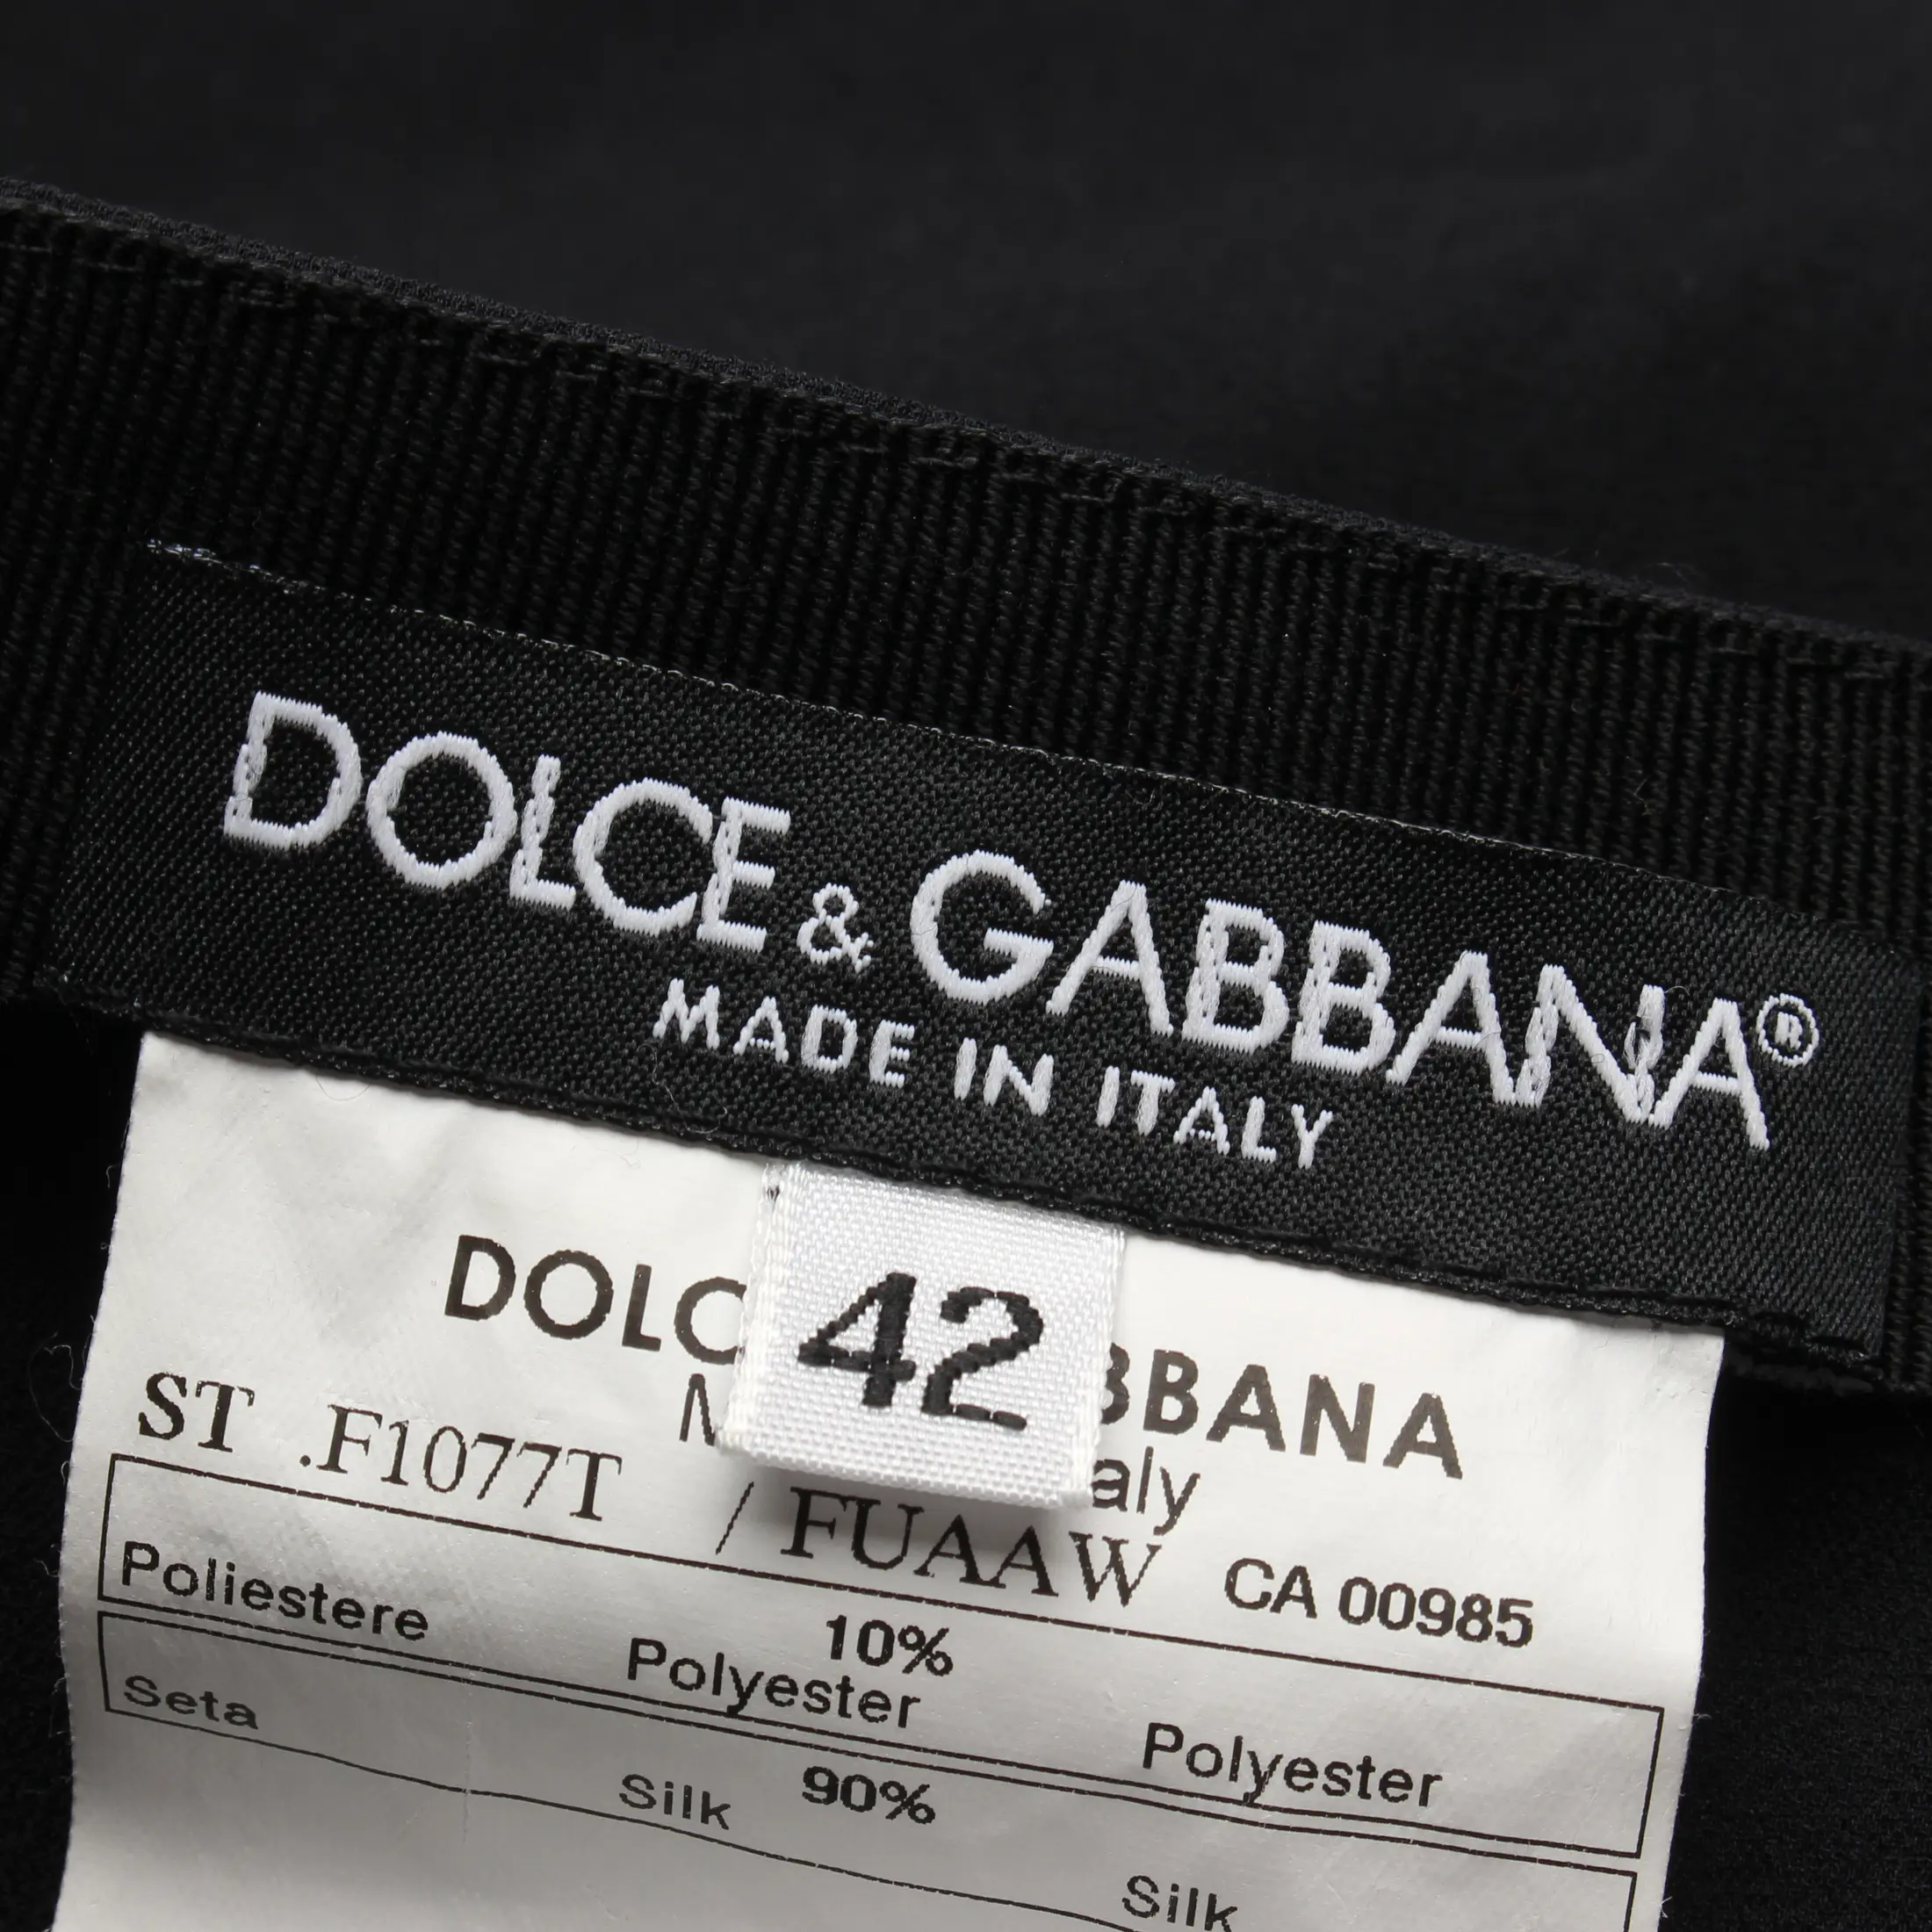 DOLCE & GABBANA®
MADE IN ITALY
42
DOLC BBANA
M aly
ST .F1077T / FUAAW CA 00985
10%
Poliestere Polyester Polyester
90%
Seta Silk Silk